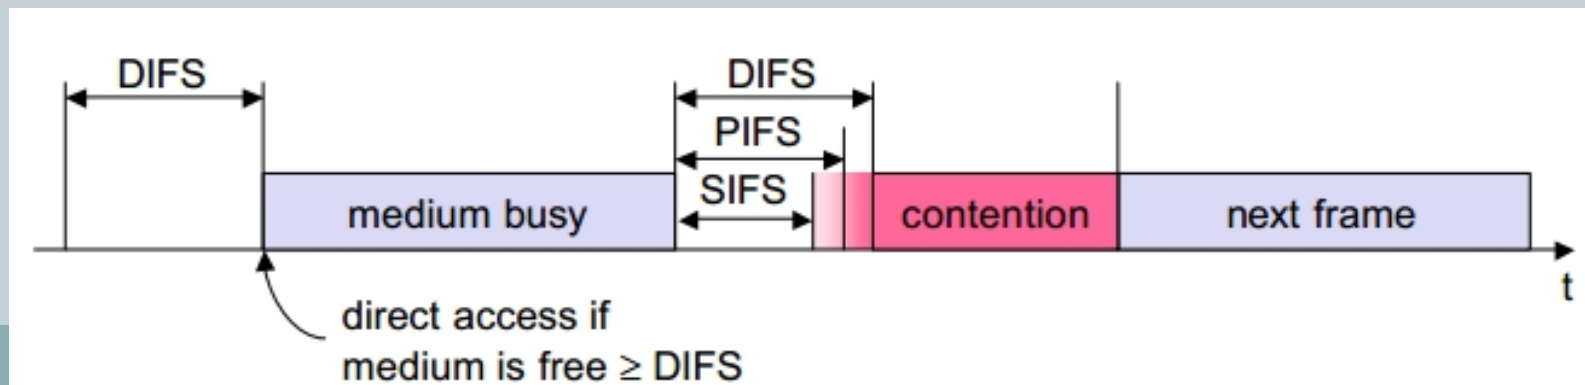 DIFS
DIFS
PIFS
SIFS
medium busy
contention
next frame
t
direct access if
medium is free ≥ DIFS